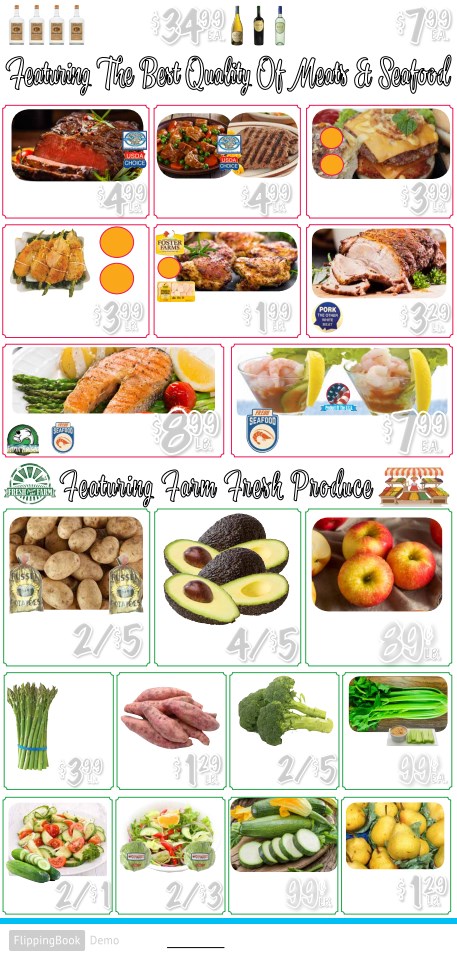 $34.99 EA. $7.99 EA.
Featuring The Best Quality Of Meats & Seafood
USDA CHOICE
$4.99 LB.
USDA CHOICE
$4.99 LB.
$3.99 LB.
$3.99 LB.
FOSTER FARMS
$1.99 LB.
PORK THE OTHER WHITE MEAT
$3.29 LB.
FRESH SEAFOOD
$8.99 LB.
FRESH SEAFOOD
$7.99 EA.
FRESH FARM
Featuring Farm Fresh Produce
RUSSET POTATOES RUSSET POTATOES
2/$5
4/$5
89¢ LB.
$3.99 LB.
$1.29 LB.
2/$5
99¢ EA.
2/$1
2/$3
99¢ LB.
$1.29 LB.
FlippingBook Demo